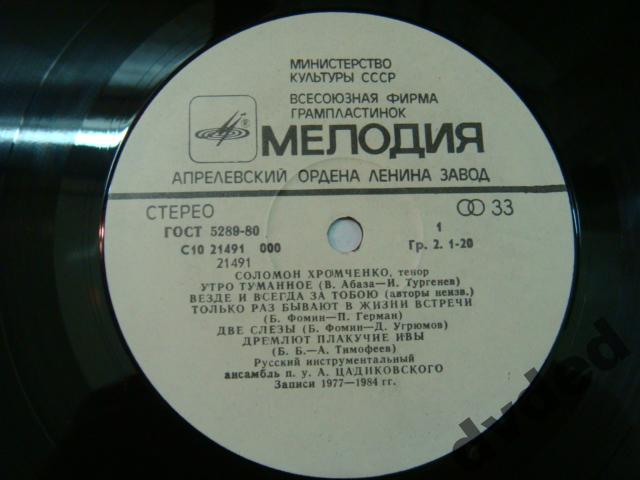 МИНИСТЕРСТВО
КУЛЬТУРЫ СССР
ВСЕСОЮЗНАЯ ФИРМА
ГРАМПЛАСТИНОК
МЕЛОДИЯ
АПРЕЛЕВСКИЙ ОРДЕНА ЛЕНИНА ЗАВОД
СТЕРЕО 33
ГОСТ 5289-80 1
С10 21491 000 Гр. 2. 1-20
21491
СОЛОМОН ХРОМЧЕНКО, тенор
УТРО ТУМАННОЕ (В. Абаза—И. Тургенев)
ВЕЗДЕ И ВСЕГДА ЗА ТОБОЮ (авторы неизв.)
ТОЛЬКО РАЗ БЫВАЮТ В ЖИЗНИ ВСТРЕЧИ
(Б. Фомин—П. Герман)
ДВЕ СЛЕЗЫ (Б. Фомин—Д. Угрюмов)
ДРЕМЛЮТ ПЛАКУЧИЕ ИВЫ
(Б. Б.—А. Тимофеев)
Русский инструментальный
ансамбль п. у. А. ЦАДИКОВСКОГО
Записи 1977—1984 гг.
dvded